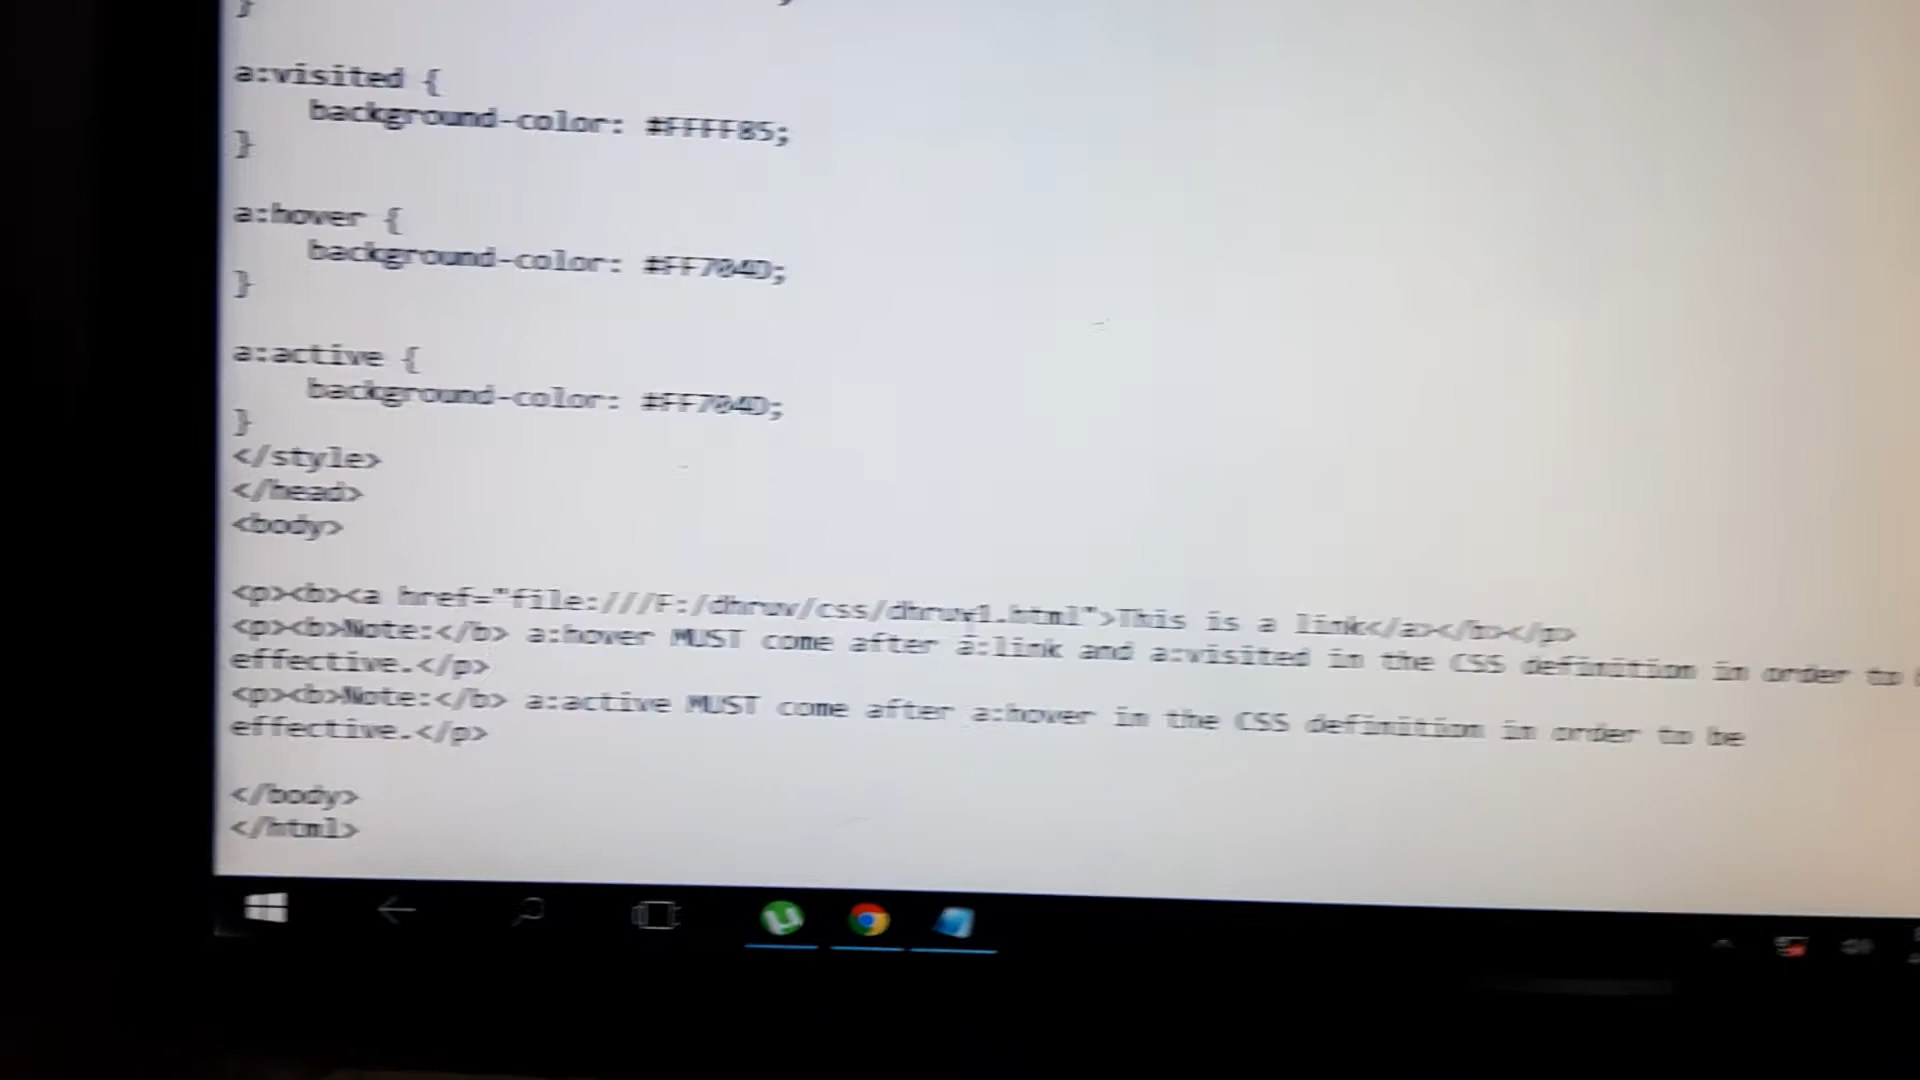 }
a:visited {
background-color: #FFFF85;
}
a:hover {
background-color: #FF704D;
}
a:active {
background-color: #FF704D;
}
</style>
</head>
<body>
<p><b><a href="file:///F:/dhruv/css/dhruv1.html">This is a link</a></b></p>
<p><b>Note:</b> a:hover MUST come after a:link and a:visited in the CSS definition in order to
effective.</p>
<p><b>Note:</b> a:active MUST come after a:hover in the CSS definition in order to be
effective.</p>
</body>
</html>